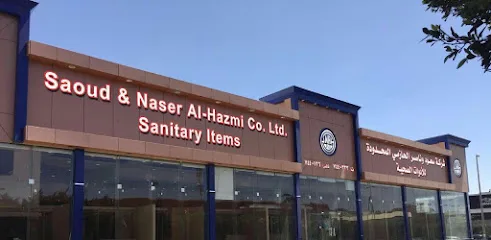 Saoud & Naser Al-Hazmi Co. Ltd.
Sanitary Items
شركة سعود وناصر الحازمي المحدودة
للأدوات الصحية